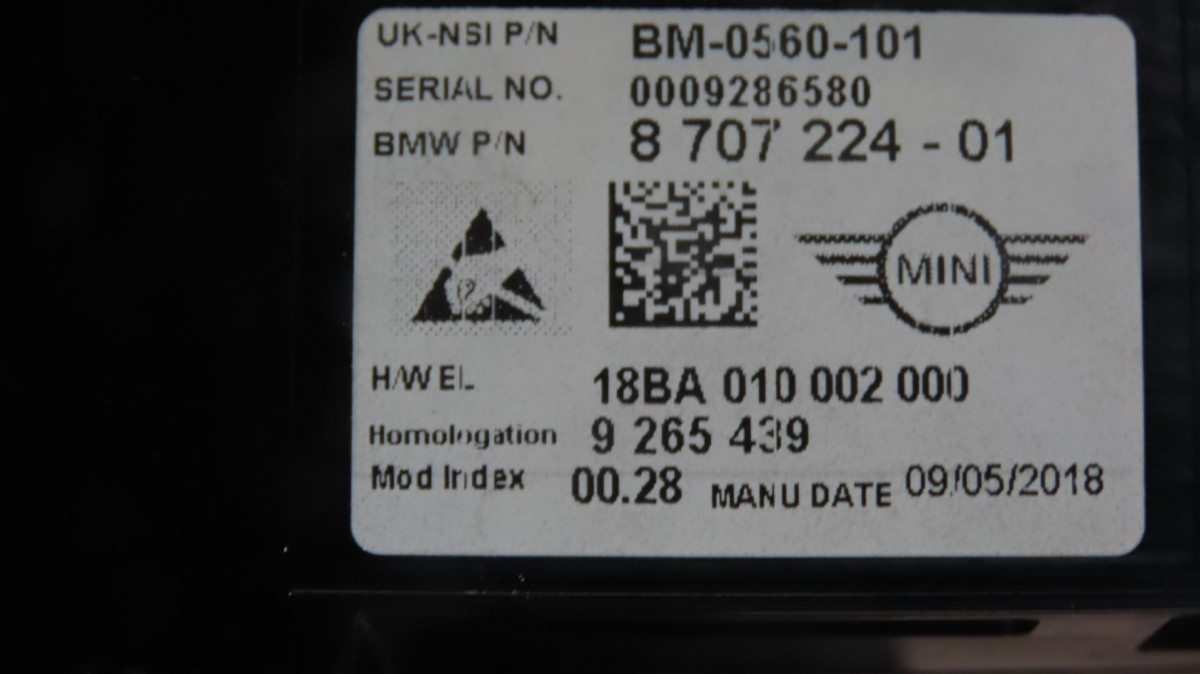 UK-NSI P/N BM-0560-101
SERIAL NO. 0009286580
BMW P/N 8 707 224 - 01
MINI
H/W EL 18BA 010 002 000
Homologation 9 265 439
Mod Index 00.28 MANU DATE 09/05/2018